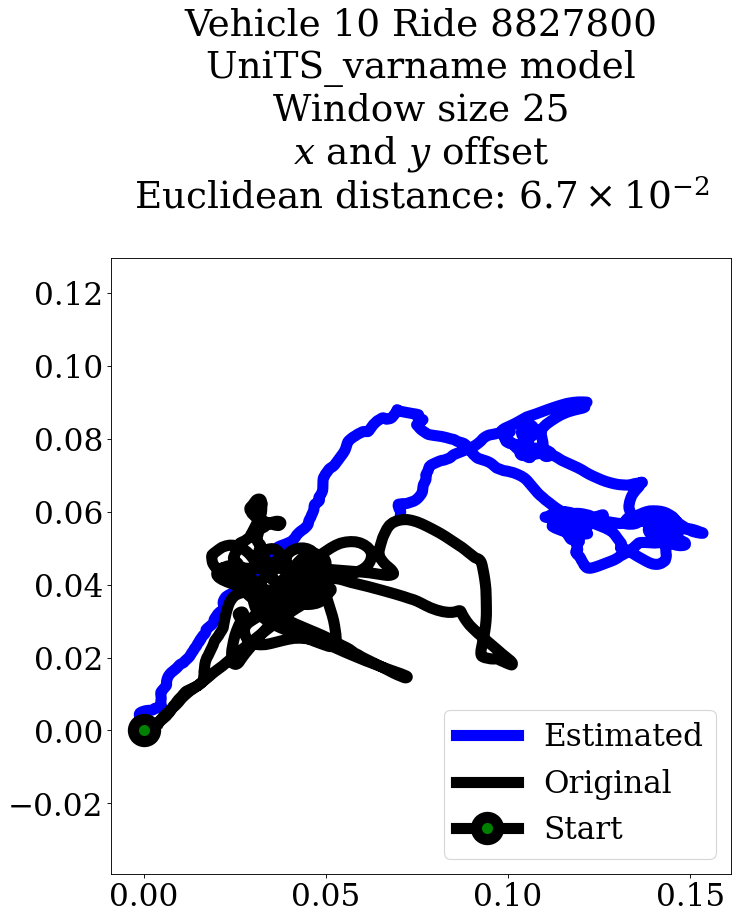 Vehicle 10 Ride 8827800
UniTS_varname model
Window size 25
x and y offset
Euclidean distance: 6.7 × 10⁻²
0.12
0.10
0.08
0.06
0.04
0.02
0.00
−0.02
Estimated
Original
Start
0.00 0.05 0.10 0.15